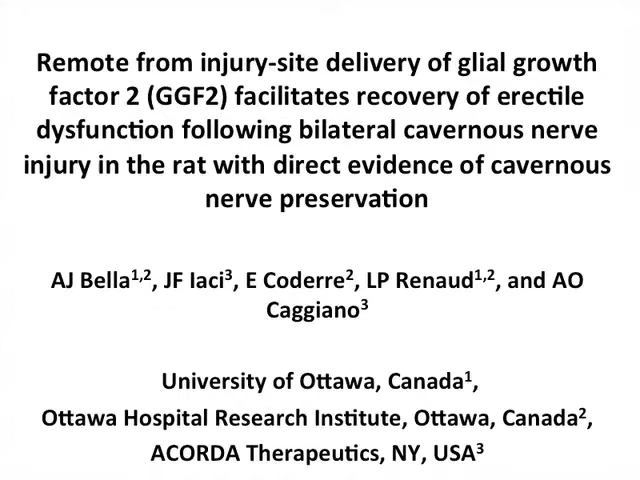 Remote from injury-site delivery of glial growth
factor 2 (GGF2) facilitates recovery of erectile
dysfunction following bilateral cavernous nerve
injury in the rat with direct evidence of cavernous
nerve preservation
AJ Bella1,2, JF Iaci3, E Coderre2, LP Renaud1,2, and AO
Caggiano3
University of Ottawa, Canada1,
Ottawa Hospital Research Institute, Ottawa, Canada2,
ACORDA Therapeutics, NY, USA3